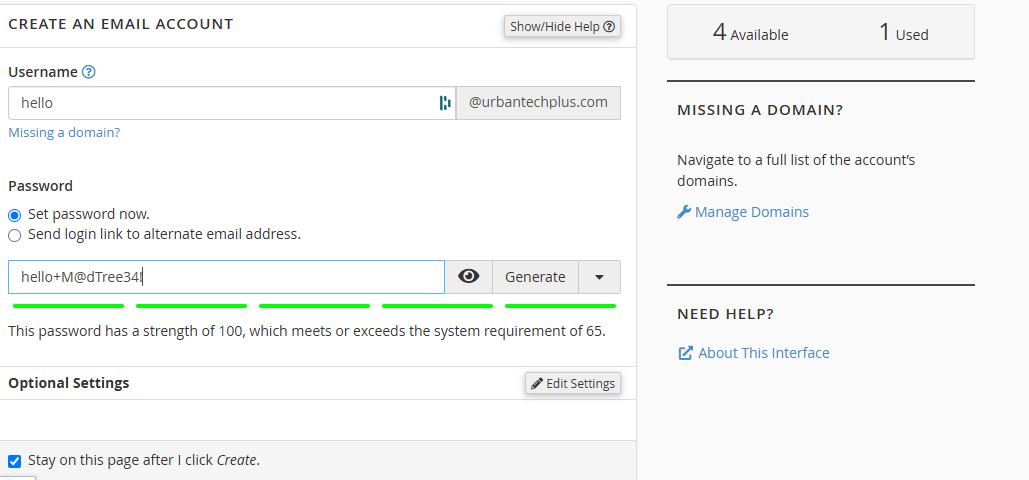 CREATE AN EMAIL ACCOUNT
Show/Hide Help
Username
hello
@urbantechplus.com
Missing a domain?
Password
Set password now.
Send login link to alternate email address.
hello+M@dTree34!
Generate
This password has a strength of 100, which meets or exceeds the system requirement of 65.
Optional Settings
Edit Settings
Stay on this page after I click Create.
4 Available
1 Used
MISSING A DOMAIN?
Navigate to a full list of the account's
domains.
Manage Domains
NEED HELP?
About This Interface